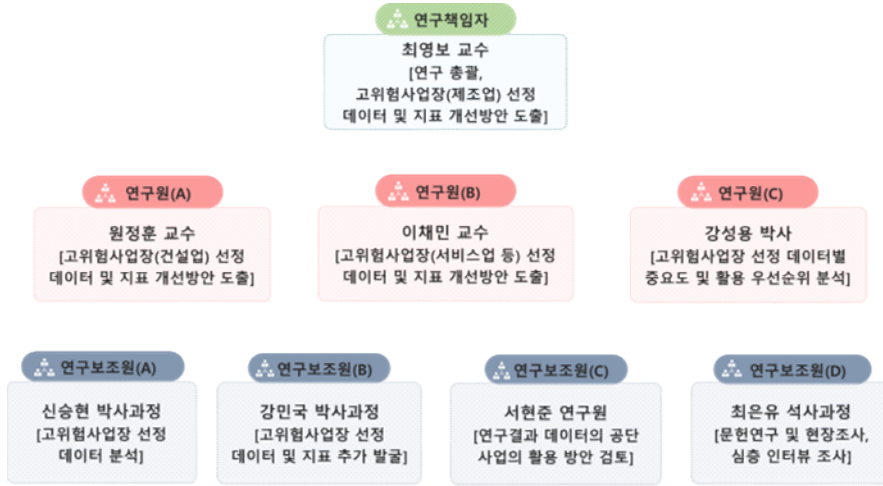 연구책임자
최영보 교수
[연구 총괄,
고위험사업장(제조업) 선정
데이터 및 지표 개선방안 도출]
연구원(A)
원정훈 교수
[고위험사업장(건설업) 선정
데이터 및 지표 개선방안 도출]
연구원(B)
이채민 교수
[고위험사업장(서비스업 등) 선정
데이터 및 지표 개선방안 도출]
연구원(C)
강성용 박사
[고위험사업장 선정 데이터별
중요도 및 활용 우선순위 분석]
연구보조원(A)
신승현 박사과정
[고위험사업장 선정
데이터 분석]
연구보조원(B)
강민국 박사과정
[고위험사업장 선정
데이터 및 지표 추가 발굴]
연구보조원(C)
서현준 연구원
[연구결과 데이터의 공단
사업의 활용 방안 검토]
연구보조원(D)
최은유 석사과정
[문헌연구 및 현장조사,
심층 인터뷰 조사]